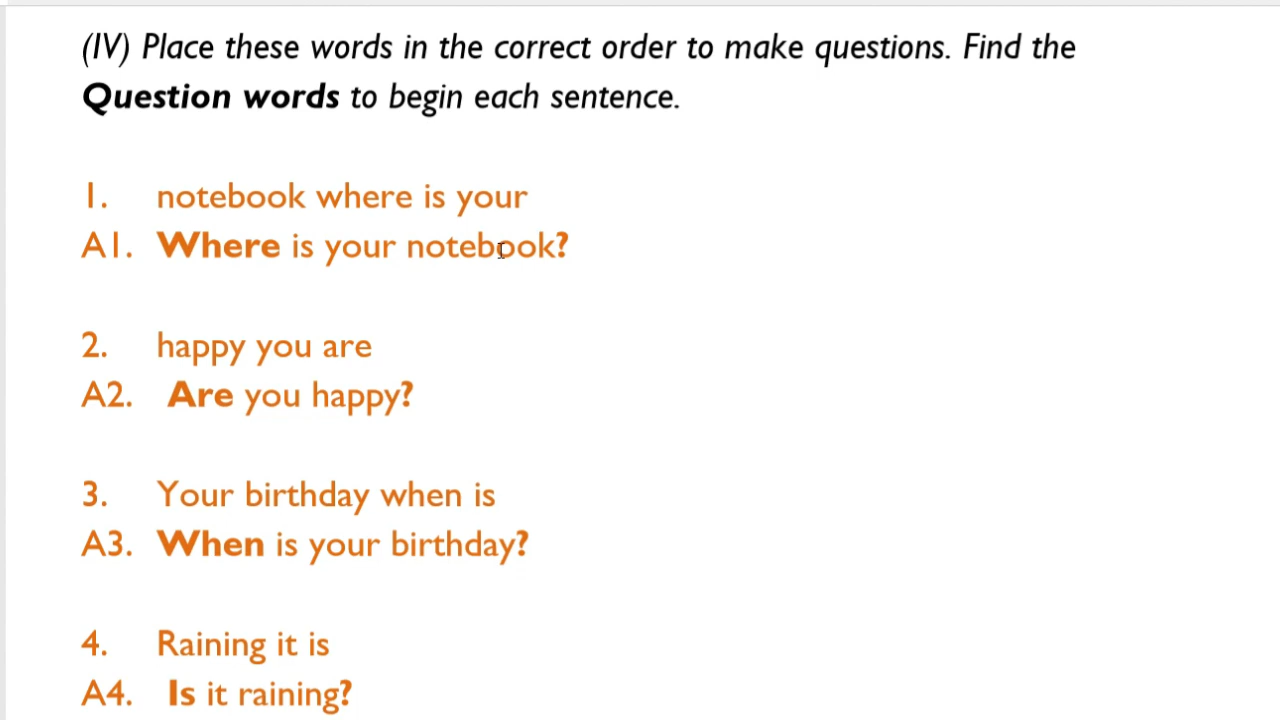 (IV) Place these words in the correct order to make questions. Find the
Question words to begin each sentence.
1. notebook where is your
A1. Where is your notebook?
2. happy you are
A2. Are you happy?
3. Your birthday when is
A3. When is your birthday?
4. Raining it is
A4. Is it raining?